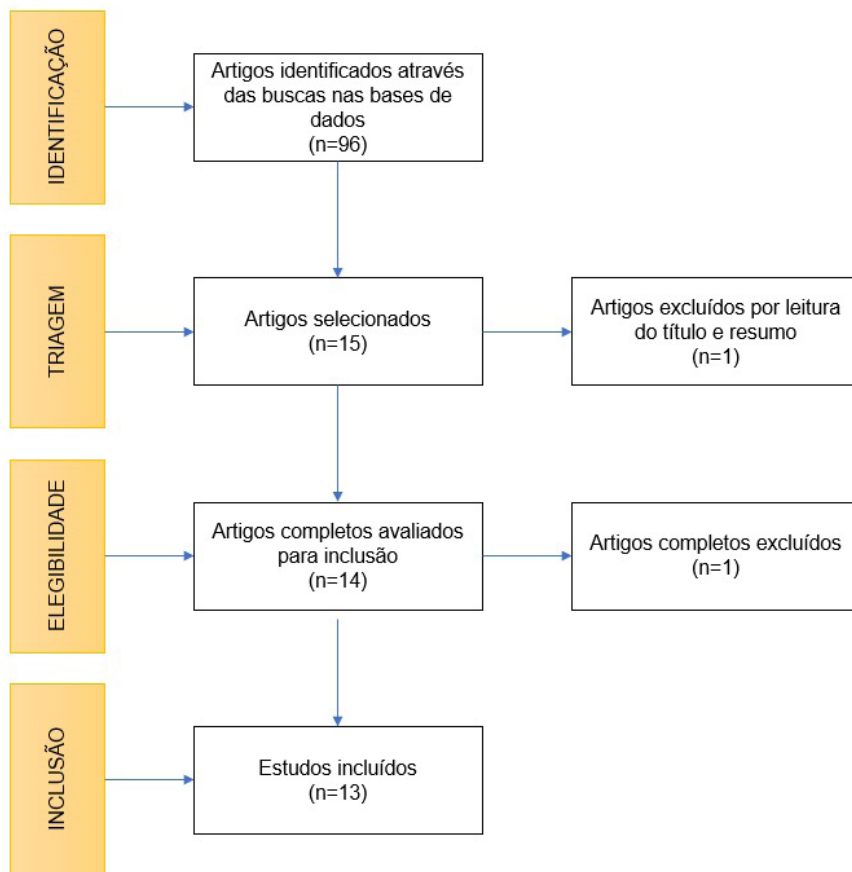 IDENTIFICAÇÃO
Artigos identificados através
das buscas nas bases de
dados
(n=96)
TRIAGEM
Artigos selecionados
(n=15)
Artigos excluídos por leitura
do título e resumo
(n=1)
ELEGIBILIDADE
Artigos completos avaliados
para inclusão
(n=14)
Artigos completos excluídos
(n=1)
INCLUSÃO
Estudos incluídos
(n=13)